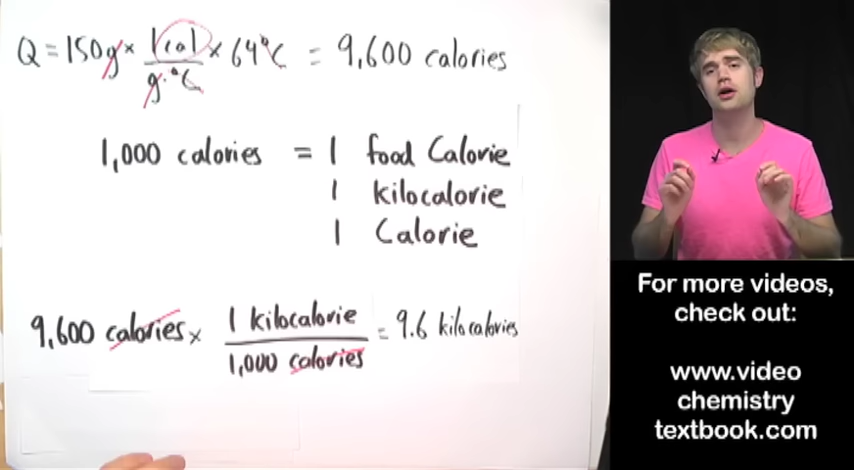 Q = 150g × 1 cal / g·°C × 64°C = 9,600 calories
1,000 calories = 1 food Calorie
1 kilocalorie
1 Calorie
9,600 calories × 1 kilocalorie / 1,000 calories = 9.6 kilocalories
For more videos,
check out:
www.video
chemistry
textbook.com